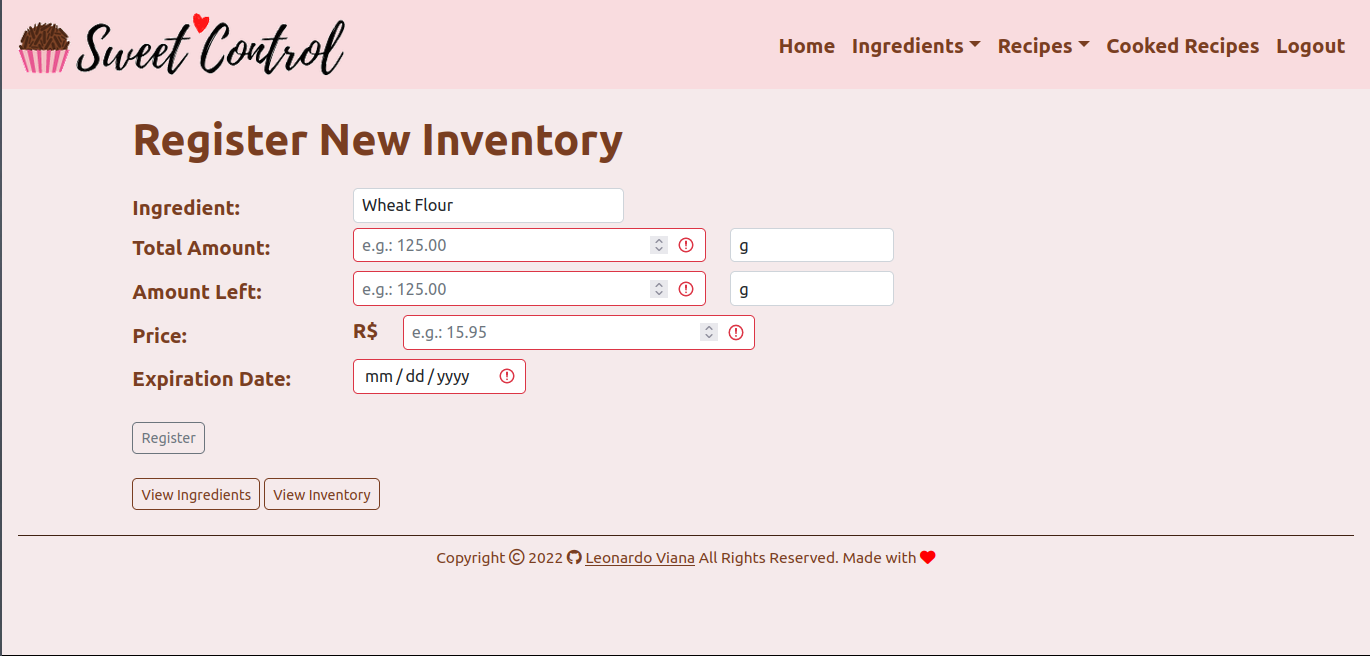 Sweet Control
Home Ingredients Recipes Cooked Recipes Logout
Register New Inventory
Ingredient: Wheat Flour
Total Amount: e.g.: 125.00 g
Amount Left: e.g.: 125.00 g
Price: R$ e.g.: 15.95
Expiration Date: mm/dd/yyyy
Register
View Ingredients View Inventory
Copyright © 2022 Leonardo Viana All Rights Reserved. Made with